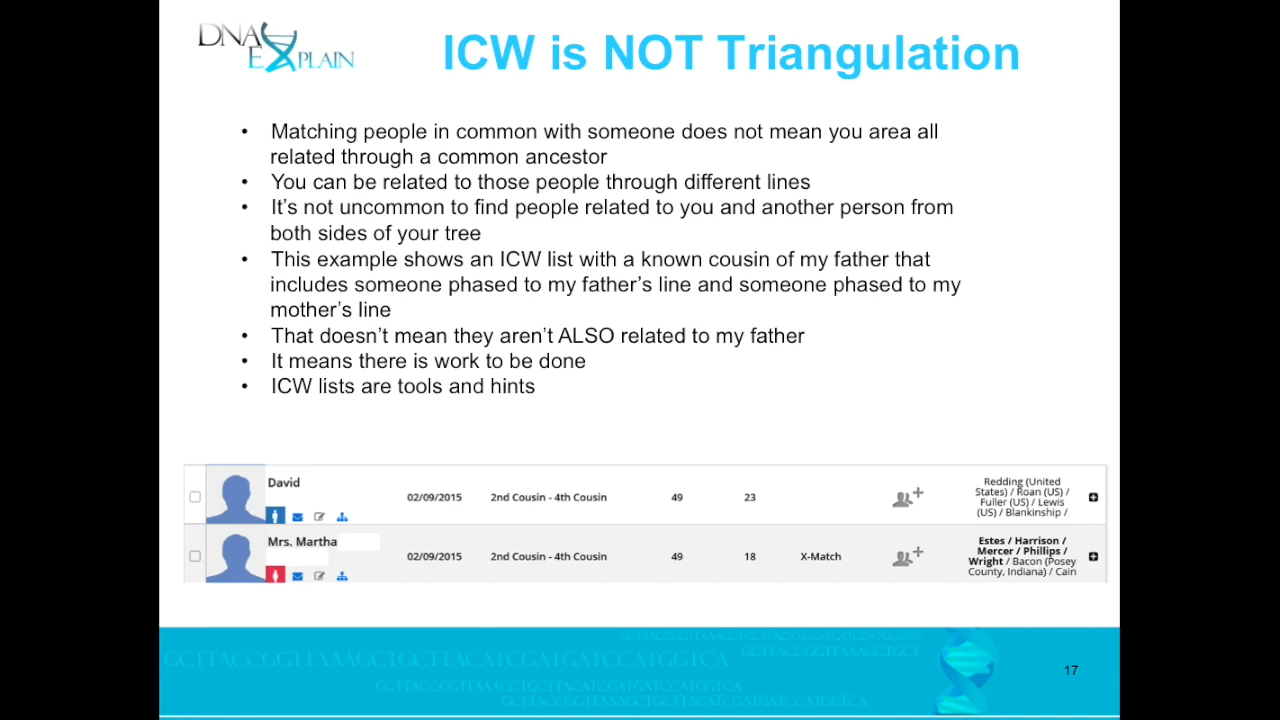 DNA
EXPLAIN
ICW is NOT Triangulation
• Matching people in common with someone does not mean you area all
related through a common ancestor
• You can be related to those people through different lines
• It's not uncommon to find people related to you and another person from
both sides of your tree
• This example shows an ICW list with a known cousin of my father that
includes someone phased to my father's line and someone phased to my
mother's line
• That doesn't mean they aren't ALSO related to my father
• It means there is work to be done
• ICW lists are tools and hints
David
02/09/2015 2nd Cousin - 4th Cousin 49 23
Redding (United
States) / Roan (US) /
Fuller (US) / Lewis
(US) / Blankinship /
Mrs. Martha
02/09/2015 2nd Cousin - 4th Cousin 49 18 X-Match
Estes / Harrison /
Mercer / Phillips /
Wright / Bacon (Posey
County, Indiana) / Cain
17